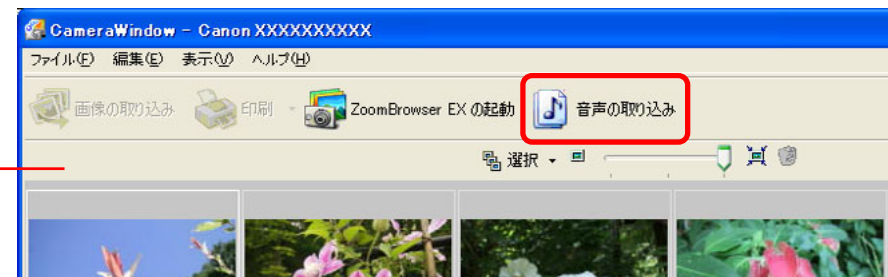 CameraWindow - Canon XXXXXXXXXX
ファイル(F) 編集(E) 表示(V) ヘルプ(H)
画像の取り込み 印刷 ZoomBrowser EX の起動 音声の取り込み
選択